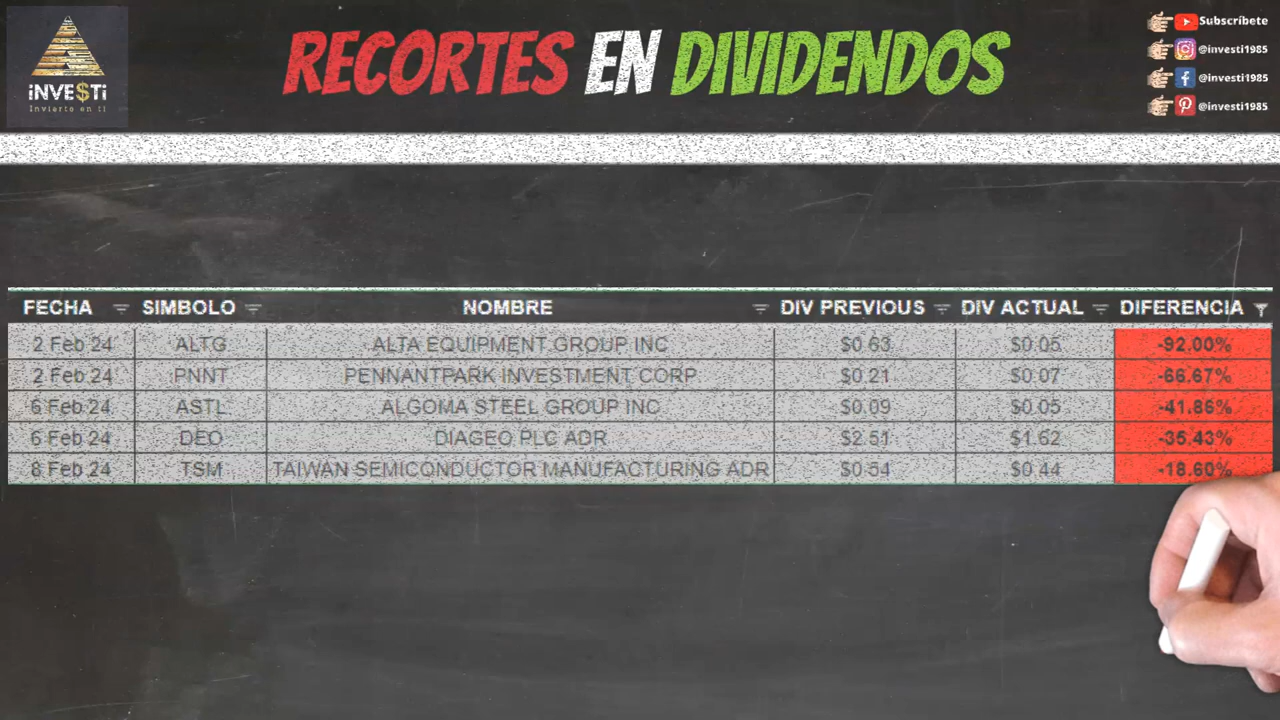 iNVE$Ti
Invierto en ti
RECORTES EN DIVIDENDOS
Subscríbete
@investi1985
@investi1985
@investi1985
FECHA SIMBOLO NOMBRE DIV PREVIOUS DIV ACTUAL DIFERENCIA
2 Feb 24 ALTG ALTA EQUIPMENT GROUP INC $0.63 $0.05 -92.00%
2 Feb 24 PNNT PENNANTPARK INVESTMENT CORP $0.21 $0.07 -66.67%
6 Feb 24 ASTL ALGOMA STEEL GROUP INC $0.09 $0.05 -41.86%
6 Feb 24 DEO DIAGEO PLC ADR $2.51 $1.62 -35.43%
8 Feb 24 TSM TAIWAN SEMICONDUCTOR MANUFACTURING ADR $0.54 $0.44 -18.60%